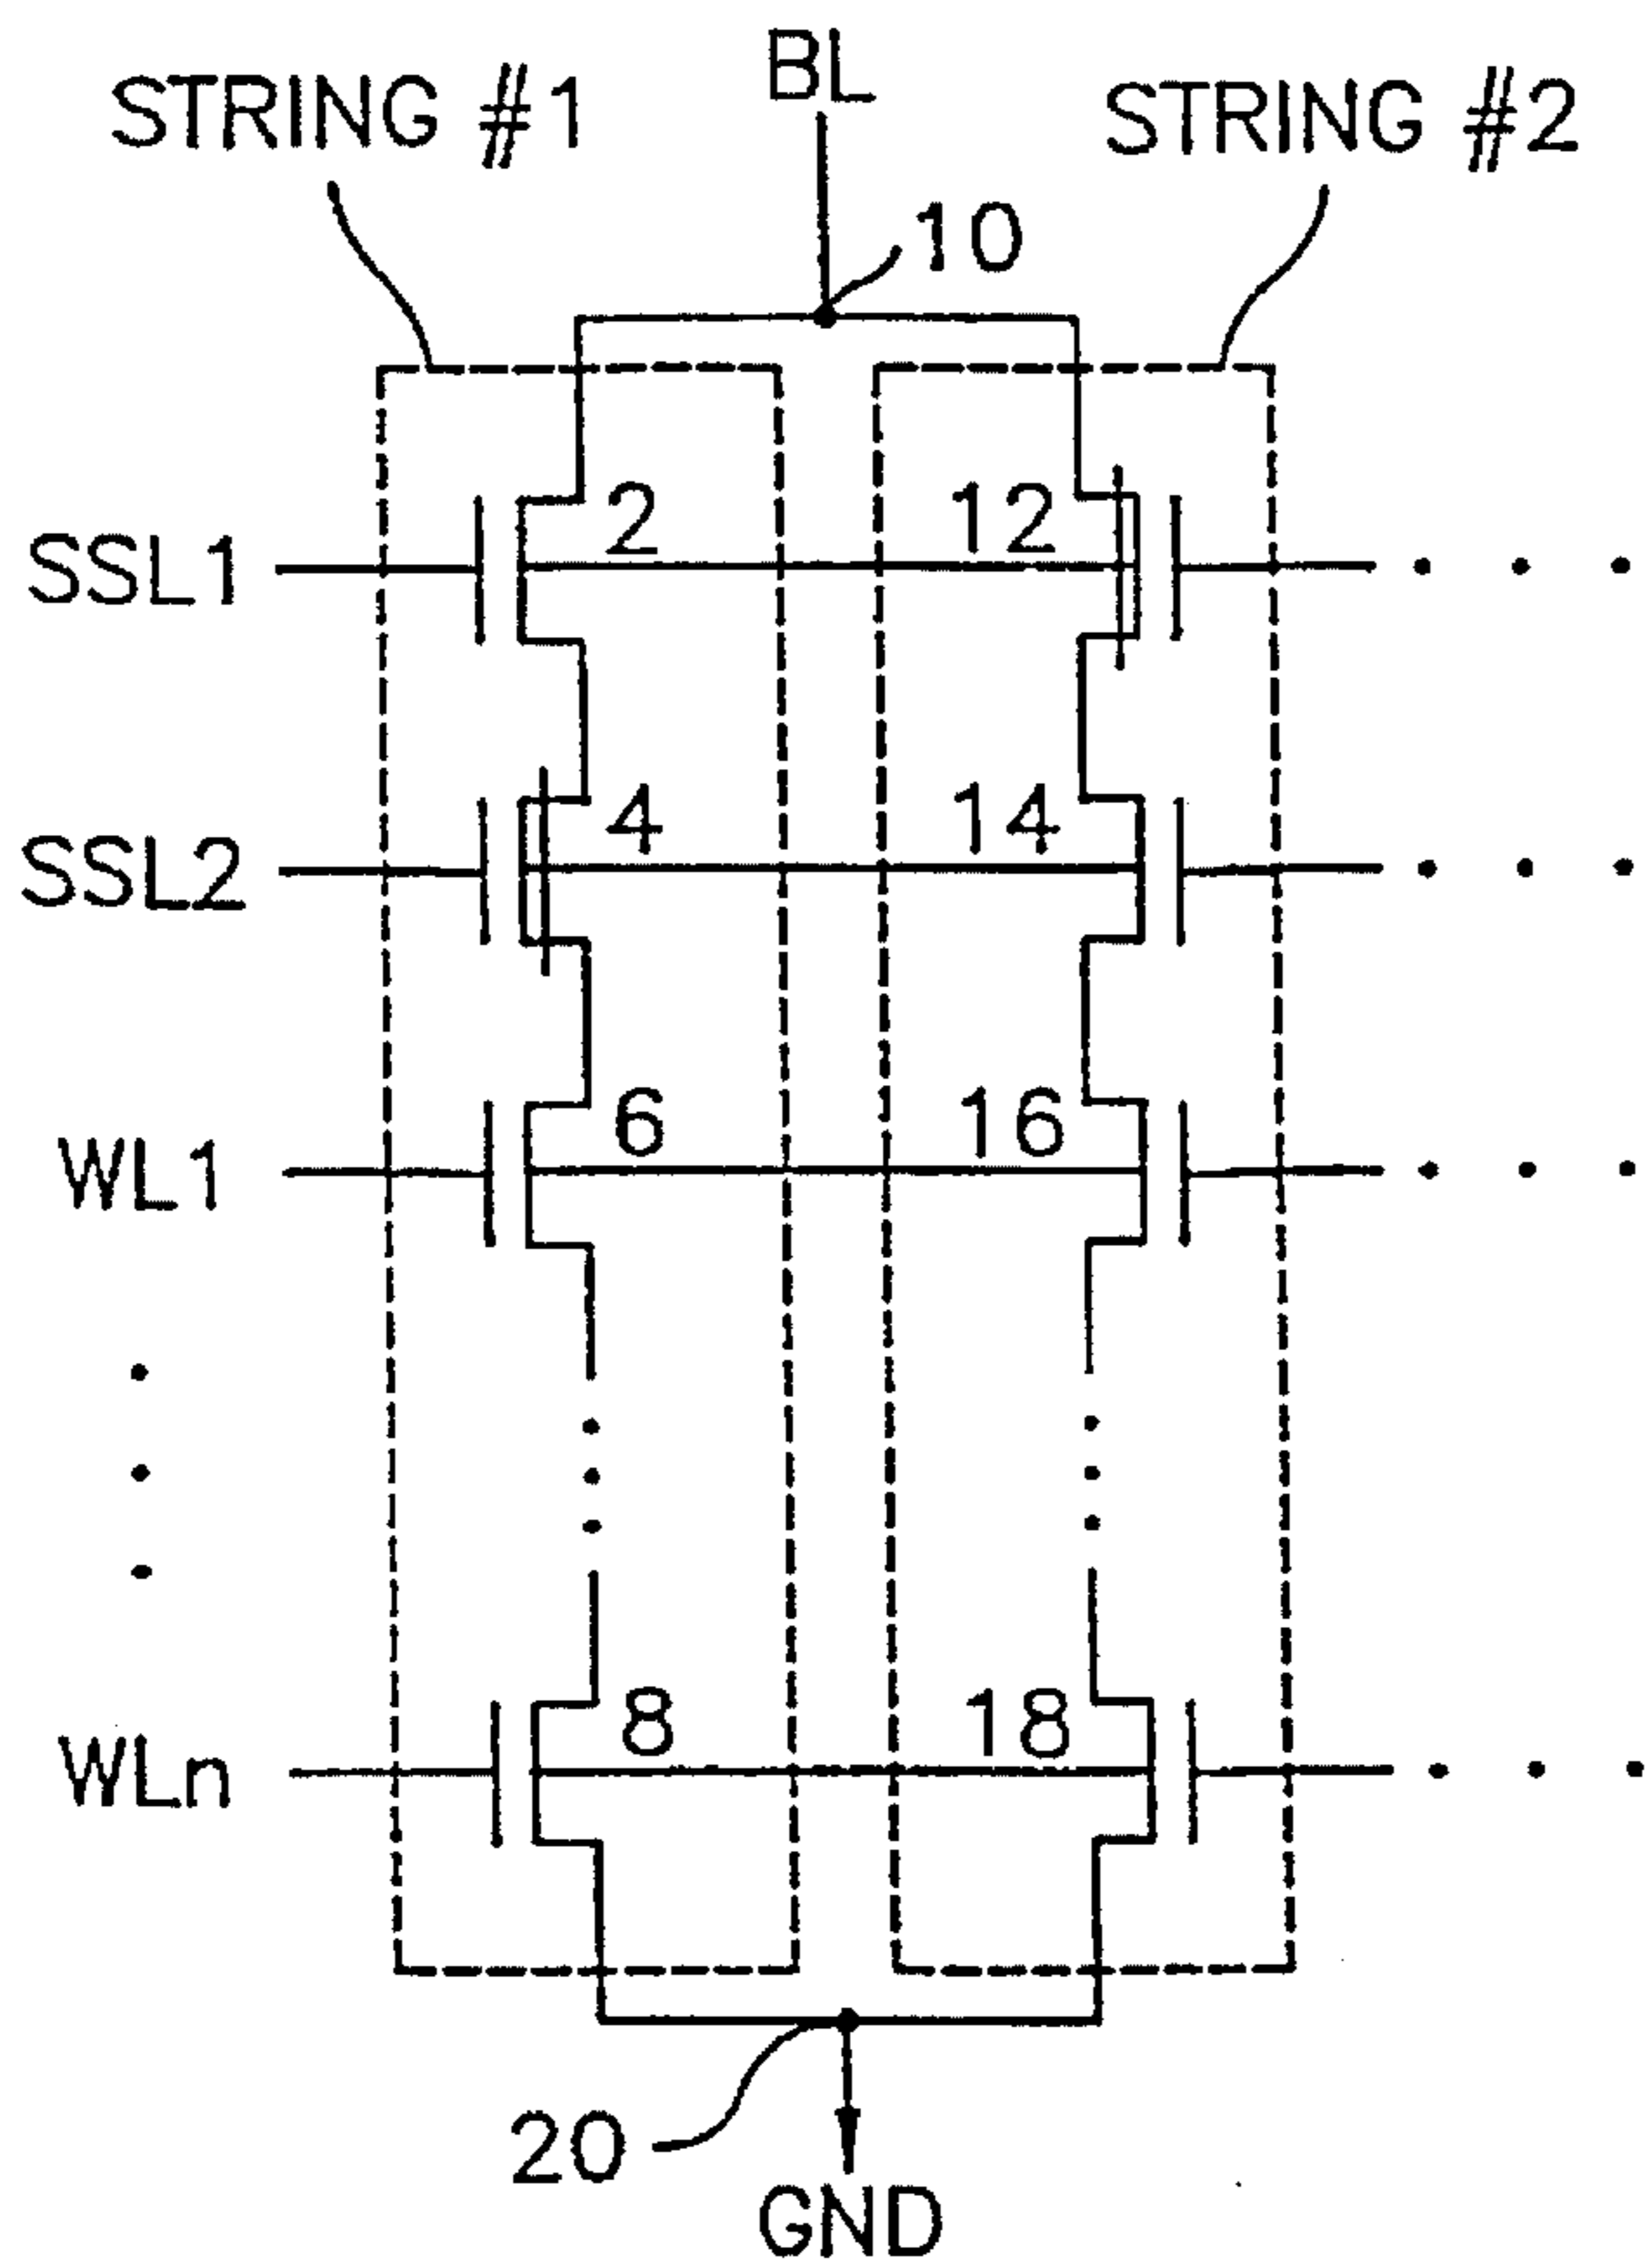 BL
STRING #1
STRING #2
10
SSL1
2
12
SSL2
4
14
WL1
6
16
WLn
8
18
20
GND